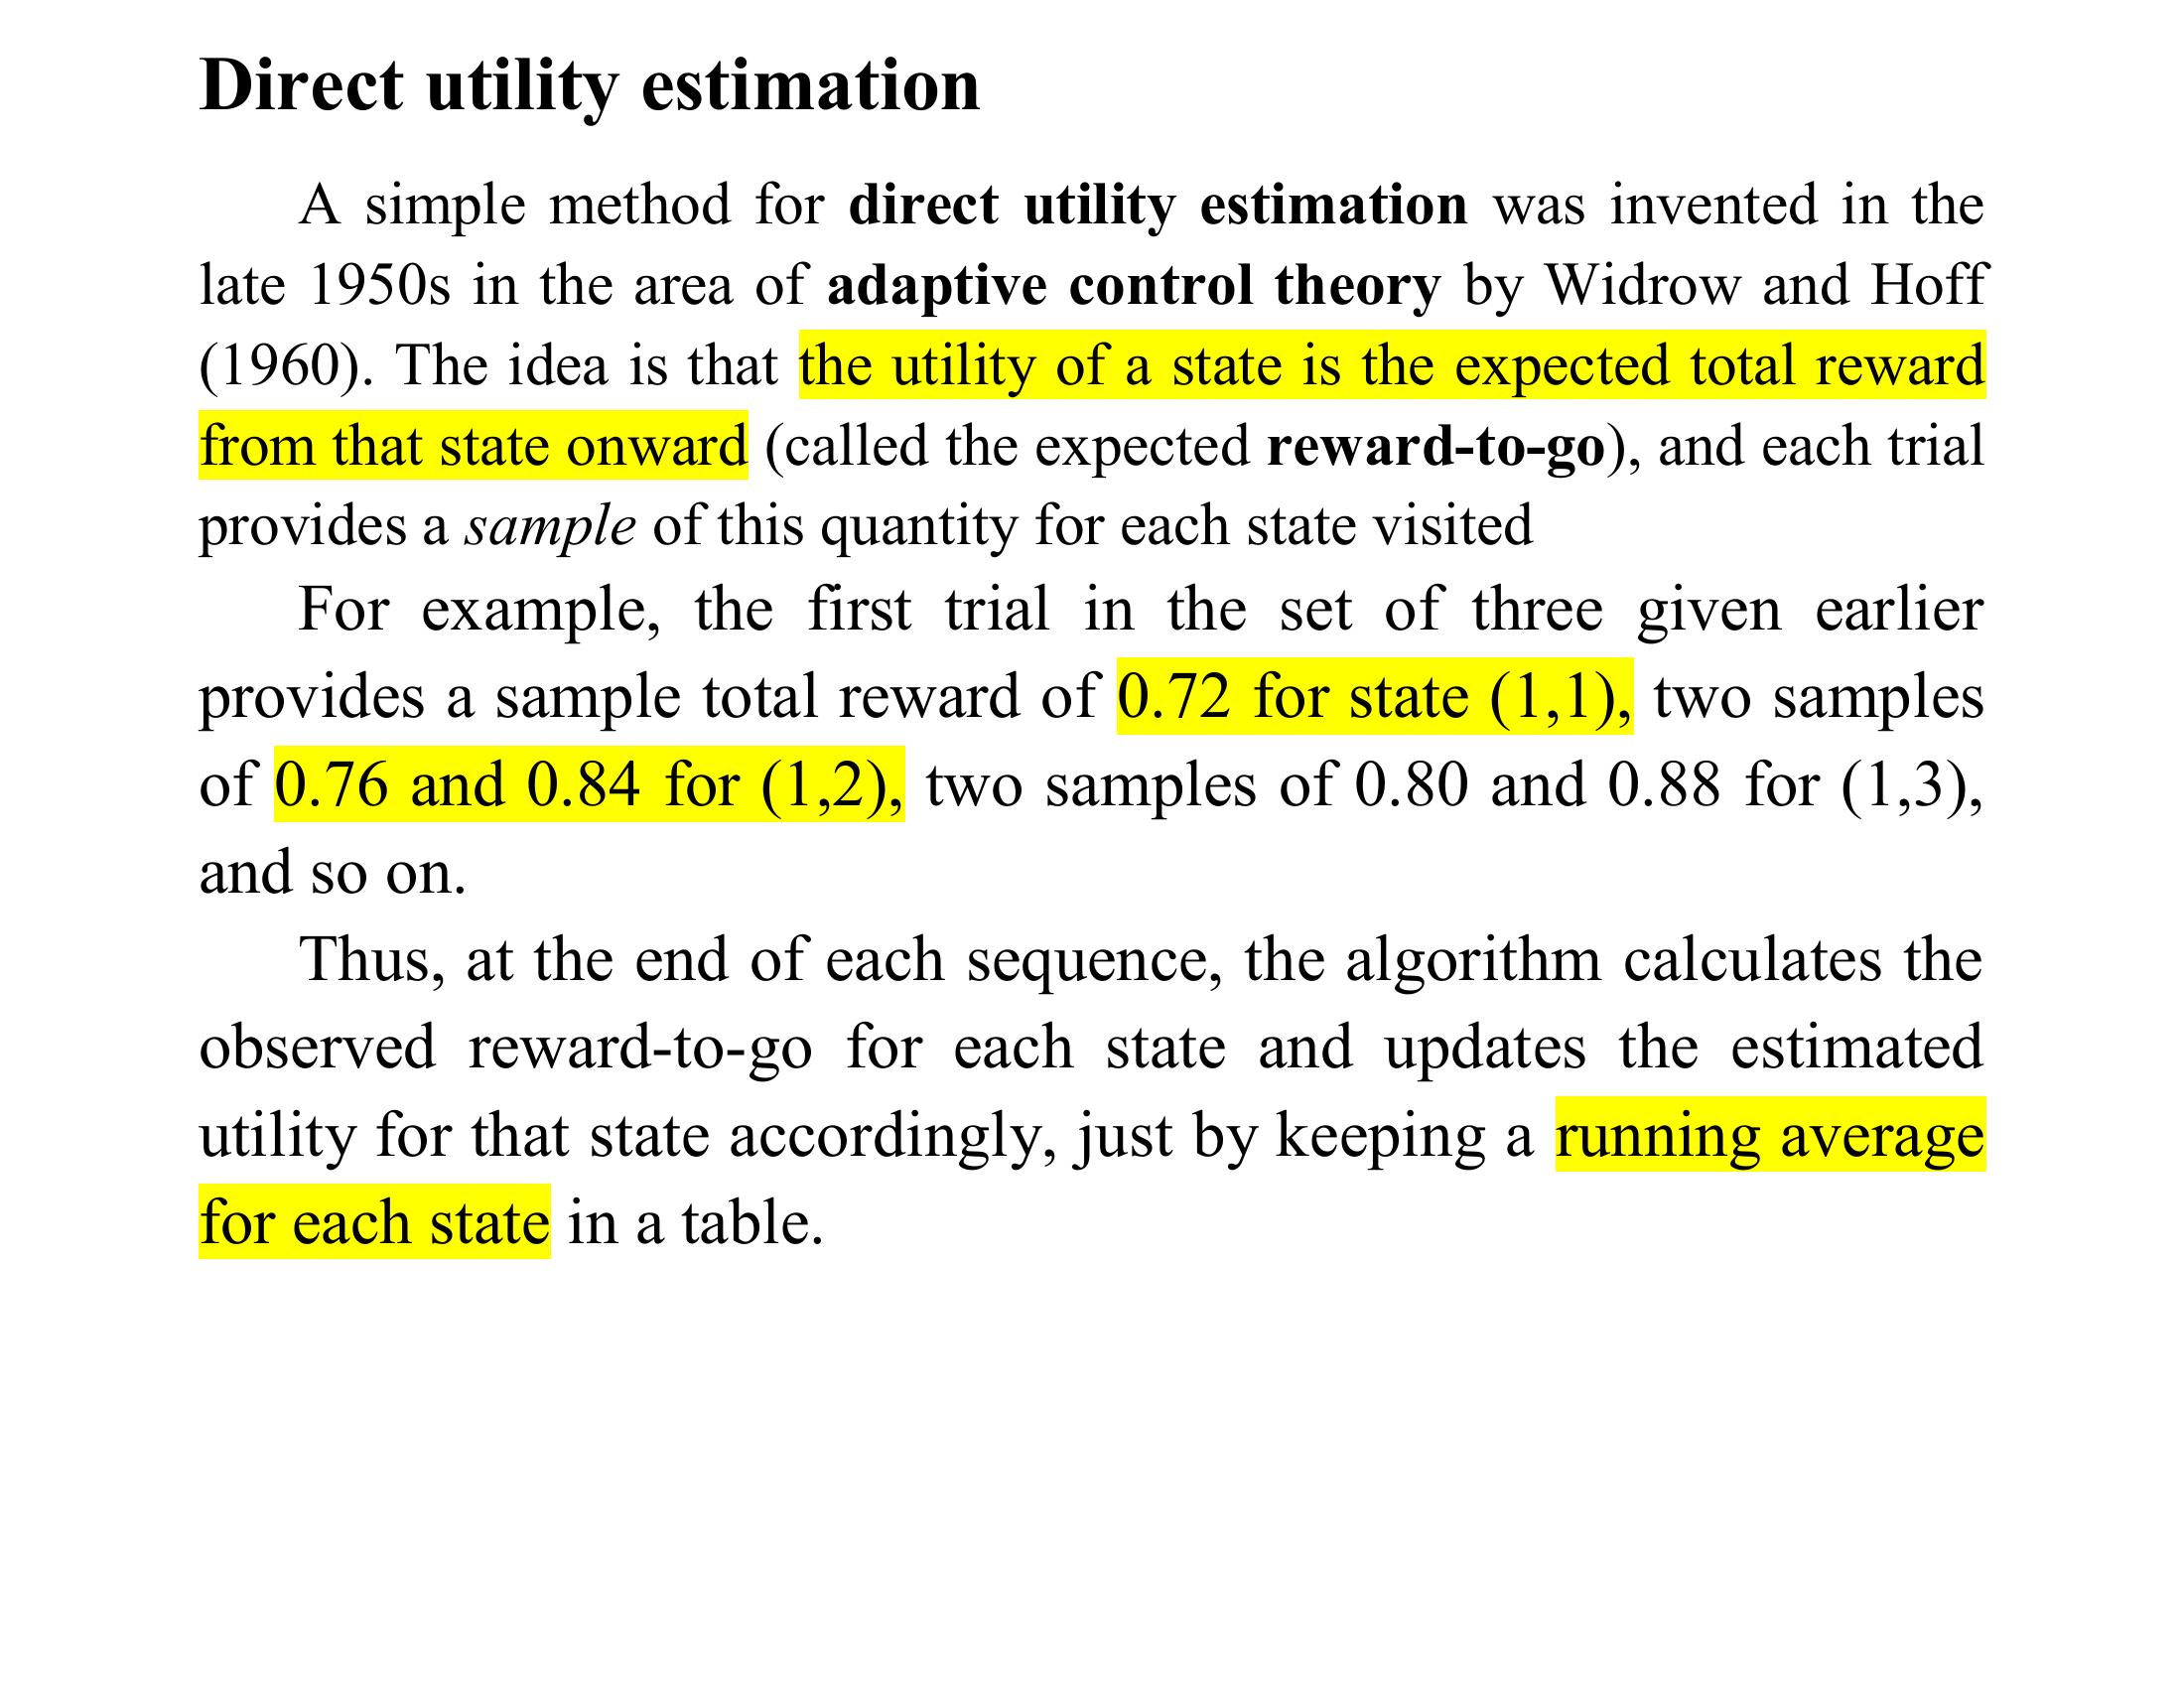 Direct utility estimation
A simple method for direct utility estimation was invented in the
late 1950s in the area of adaptive control theory by Widrow and Hoff
(1960). The idea is that the utility of a state is the expected total reward
from that state onward (called the expected reward-to-go), and each trial
provides a sample of this quantity for each state visited
For example, the first trial in the set of three given earlier
provides a sample total reward of 0.72 for state (1,1), two samples
of 0.76 and 0.84 for (1,2), two samples of 0.80 and 0.88 for (1,3),
and so on.
Thus, at the end of each sequence, the algorithm calculates the
observed reward-to-go for each state and updates the estimated
utility for that state accordingly, just by keeping a running average
for each state in a table.